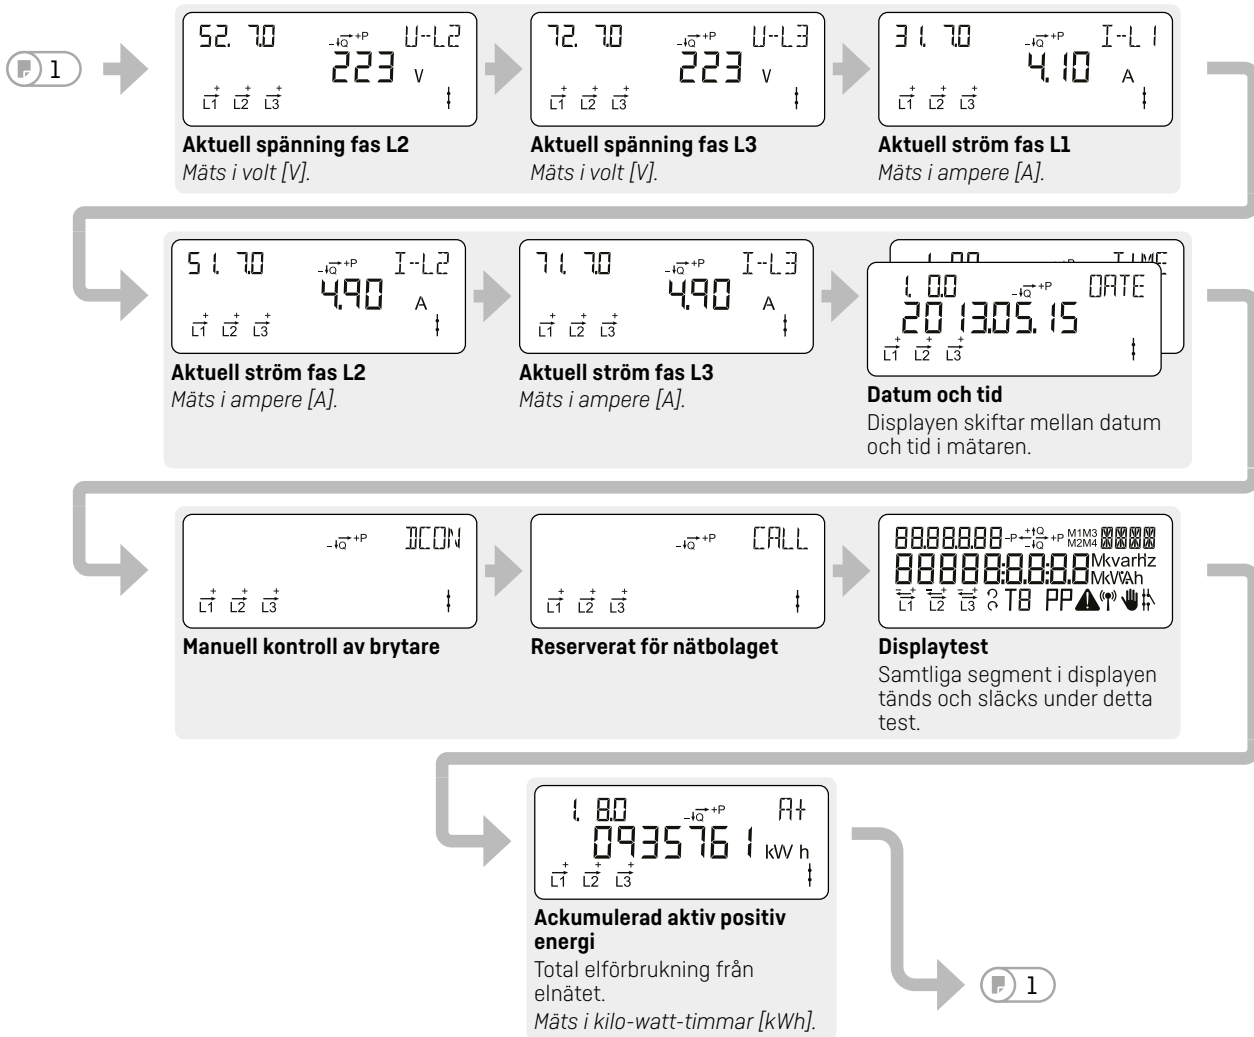 1
52. 7.0 -Q +P U-L2
223 V
L1 L2 L3
Aktuell spänning fas L2
Mäts i volt [V].
72. 7.0 -Q +P U-L3
223 V
L1 L2 L3
Aktuell spänning fas L3
Mäts i volt [V].
31. 7.0 -Q +P I-L1
4.10 A
L1 L2 L3
Aktuell ström fas L1
Mäts i ampere [A].
51. 7.0 -Q +P I-L2
4.90 A
L1 L2 L3
Aktuell ström fas L2
Mäts i ampere [A].
71. 7.0 -Q +P I-L3
4.90 A
L1 L2 L3
Aktuell ström fas L3
Mäts i ampere [A].
TIME
1. 0.0 -Q +P DATE
2013.05.15
L1 L2 L3
Datum och tid
Displayen skiftar mellan datum
och tid i mätaren.
-Q +P DCON
L1 L2 L3
Manuell kontroll av brytare
-Q +P CALL
L1 L2 L3
Reserverat för nätbolaget
88.88.8.88 -P +Q -Q +P M1M3 M2M4
88888:8.8:8.8 MkvarHz
MkWAh
L1 L2 L3 T8 PP
Displaytest
Samtliga segment i displayen
tänds och släcks under detta
test.
1. 8.0 -Q +P A+
0935761 kW h
L1 L2 L3
Ackumulerad aktiv positiv
energi
Total elförbrukning från
elnätet.
Mäts i kilo-watt-timmar [kWh].
1